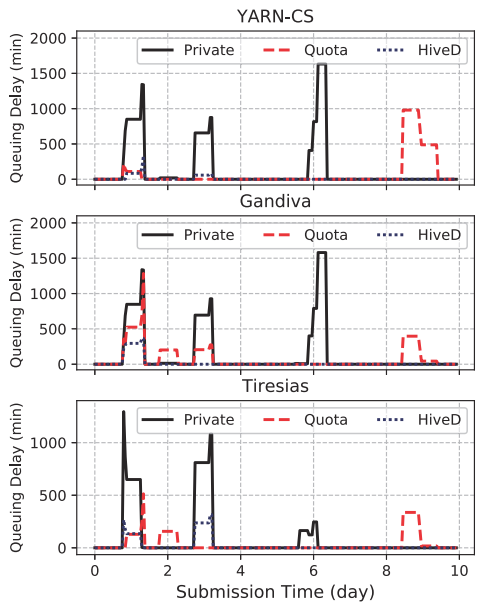 YARN-CS
2000
1500
1000
500
0
Queuing Delay (min)
Private Quota HiveD
Gandiva
2000
1500
1000
500
0
Queuing Delay (min)
Private Quota HiveD
Tiresias
1000
500
0
Queuing Delay (min)
Private Quota HiveD
0 2 4 6 8 10
Submission Time (day)